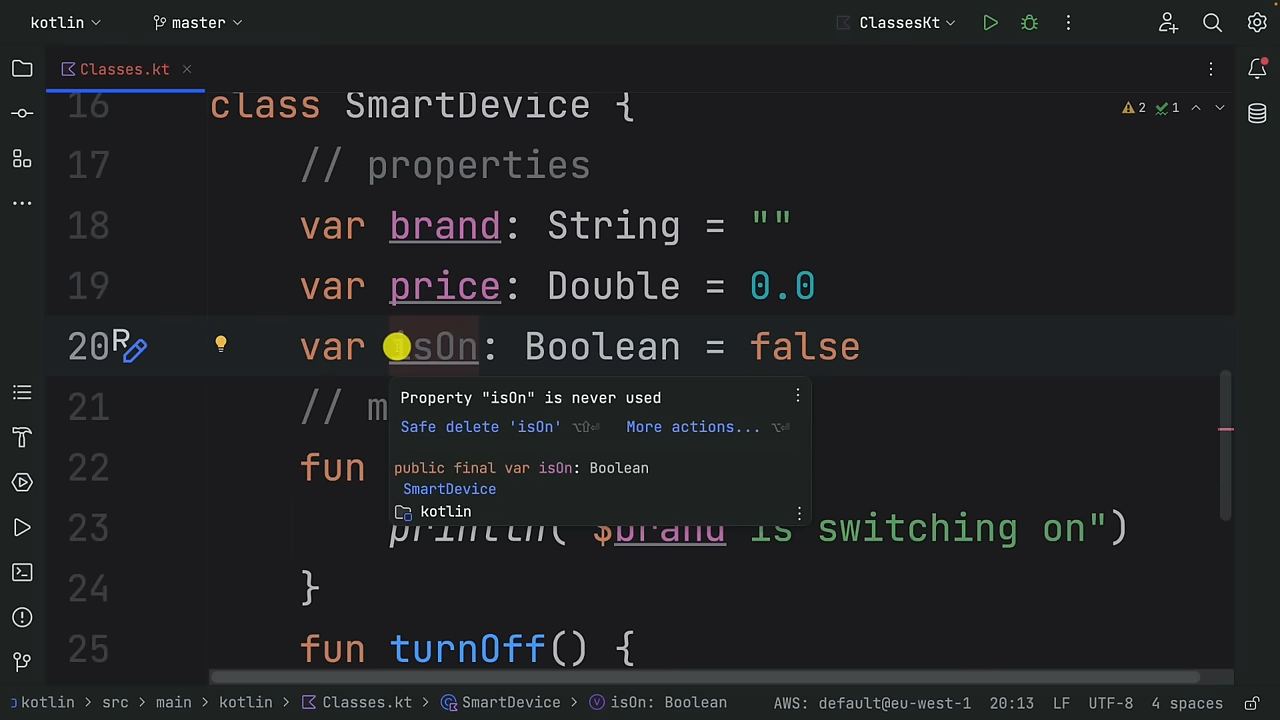 kotlin master ClassesKt
Classes.kt
16 class SmartDevice {
2 1
17 // properties
18 var brand: String = ""
19 var price: Double = 0.0
20 var isOn: Boolean = false
Property "isOn" is never used
21 // m
Safe delete 'isOn' ⌥⇧⏎ More actions... ⌥⏎
22 fun
public final var isOn: Boolean
SmartDevice
kotlin
23 println( $brand is switching on")
24 }
25 fun turnOff() {
kotlin > src > main > kotlin > Classes.kt > SmartDevice > isOn: Boolean AWS: default@eu-west-1 20:13 LF UTF-8 4 spaces